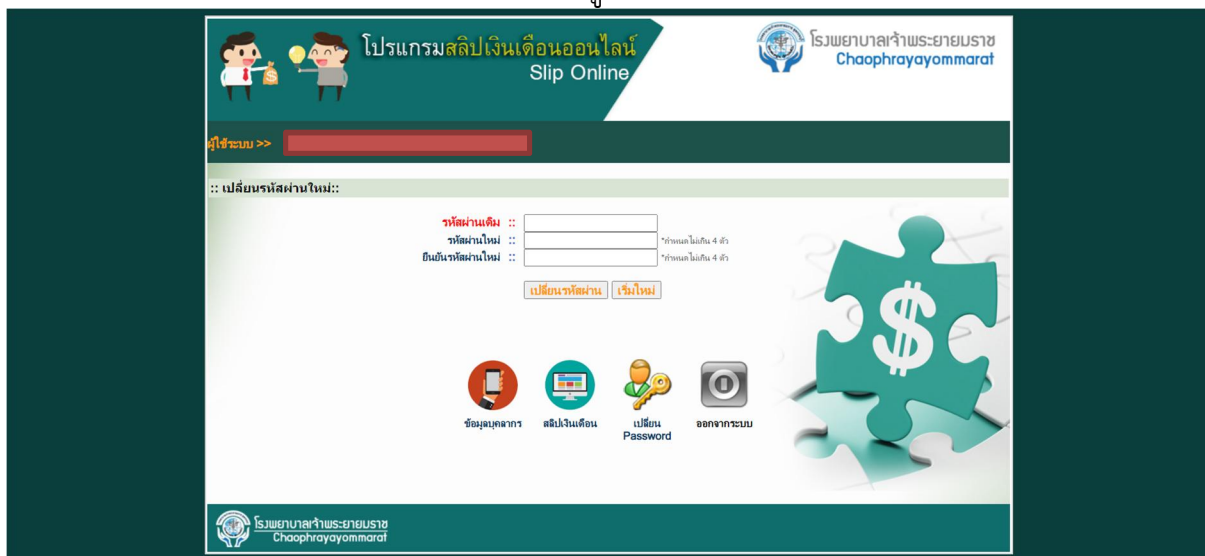 โปรแกรมสลิปเงินเดือนออนไลน์
Slip Online
โรงพยาบาลเจ้าพระยายมราช
Chaophrayayommarat
ผู้ใช้ระบบ >>
:: เปลี่ยนรหัสผ่านใหม่::
รหัสผ่านเดิม ::
รหัสผ่านใหม่ :: *กำหนดไม่เกิน 4 ตัว
ยืนยันรหัสผ่านใหม่ :: *กำหนดไม่เกิน 4 ตัว
เปลี่ยนรหัสผ่าน เริ่มใหม่
$
ข้อมูลบุคลากร สลิปเงินเดือน เปลี่ยน ออกจากระบบ
Password
โรงพยาบาลเจ้าพระยายมราช
Chaophrayayommarat